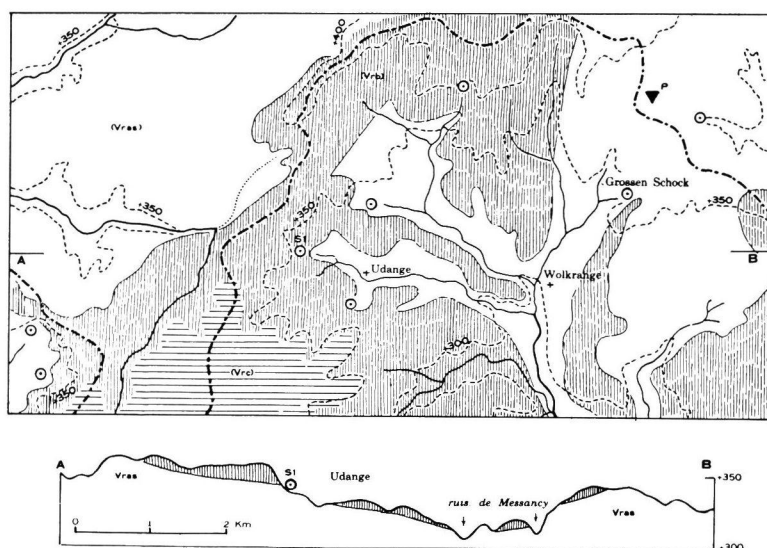 +350
+400
(Vrb)
P
(Vras)
Grossen Schock
+350
+350
+350
S1
A
B
+ Udange
Wolkrange
+
+300
(Vrc)
+350
A
B
S1
Udange
+350
Vras
ruis de Messancy
Vras
0 1 2 Km
+300